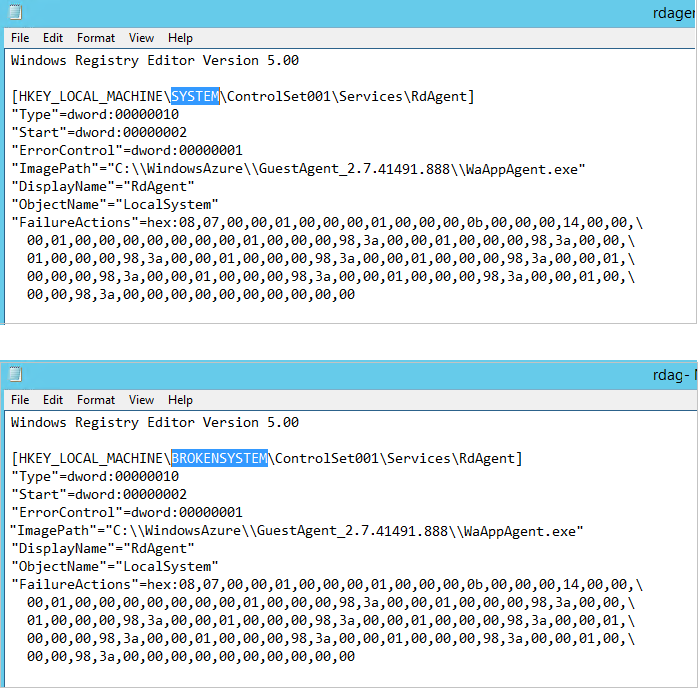 rdagen
File Edit Format View Help
Windows Registry Editor Version 5.00
[HKEY_LOCAL_MACHINE\SYSTEM\ControlSet001\Services\RdAgent]
"Type"=dword:00000010
"Start"=dword:00000002
"ErrorControl"=dword:00000001
"ImagePath"="C:\\WindowsAzure\\GuestAgent_2.7.41491.888\\WaAppAgent.exe"
"DisplayName"="RdAgent"
"ObjectName"="LocalSystem"
"FailureActions"=hex:08,07,00,00,01,00,00,00,01,00,00,00,0b,00,00,00,14,00,00,\
00,01,00,00,00,00,00,00,00,01,00,00,00,98,3a,00,00,01,00,00,00,98,3a,00,00,\
01,00,00,00,98,3a,00,00,01,00,00,00,98,3a,00,00,01,00,00,00,98,3a,00,00,01,\
00,00,00,98,3a,00,00,01,00,00,00,98,3a,00,00,01,00,00,00,98,3a,00,00,01,00,\
00,00,98,3a,00,00,00,00,00,00,00,00,00,00
rdag-
File Edit Format View Help
Windows Registry Editor Version 5.00
[HKEY_LOCAL_MACHINE\BROKENSYSTEM\ControlSet001\Services\RdAgent]
"Type"=dword:00000010
"Start"=dword:00000002
"ErrorControl"=dword:00000001
"ImagePath"="C:\\WindowsAzure\\GuestAgent_2.7.41491.888\\WaAppAgent.exe"
"DisplayName"="RdAgent"
"ObjectName"="LocalSystem"
"FailureActions"=hex:08,07,00,00,01,00,00,00,01,00,00,00,0b,00,00,00,14,00,00,\
00,01,00,00,00,00,00,00,00,01,00,00,00,98,3a,00,00,01,00,00,00,98,3a,00,00,\
01,00,00,00,98,3a,00,00,01,00,00,00,98,3a,00,00,01,00,00,00,98,3a,00,00,01,\
00,00,00,98,3a,00,00,01,00,00,00,98,3a,00,00,01,00,00,00,98,3a,00,00,01,00,\
00,00,98,3a,00,00,00,00,00,00,00,00,00,00